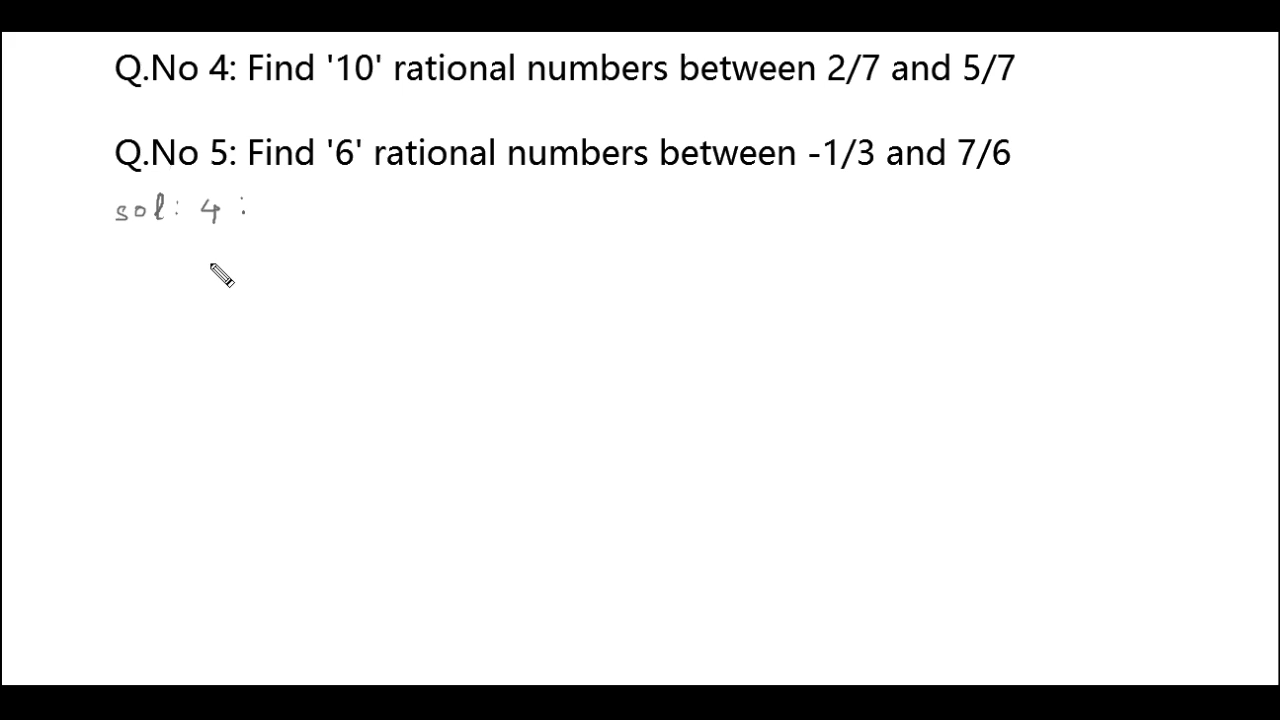 Q.No 4: Find '10' rational numbers between 2/7 and 5/7
Q.No 5: Find '6' rational numbers between -1/3 and 7/6
sol: 4 :